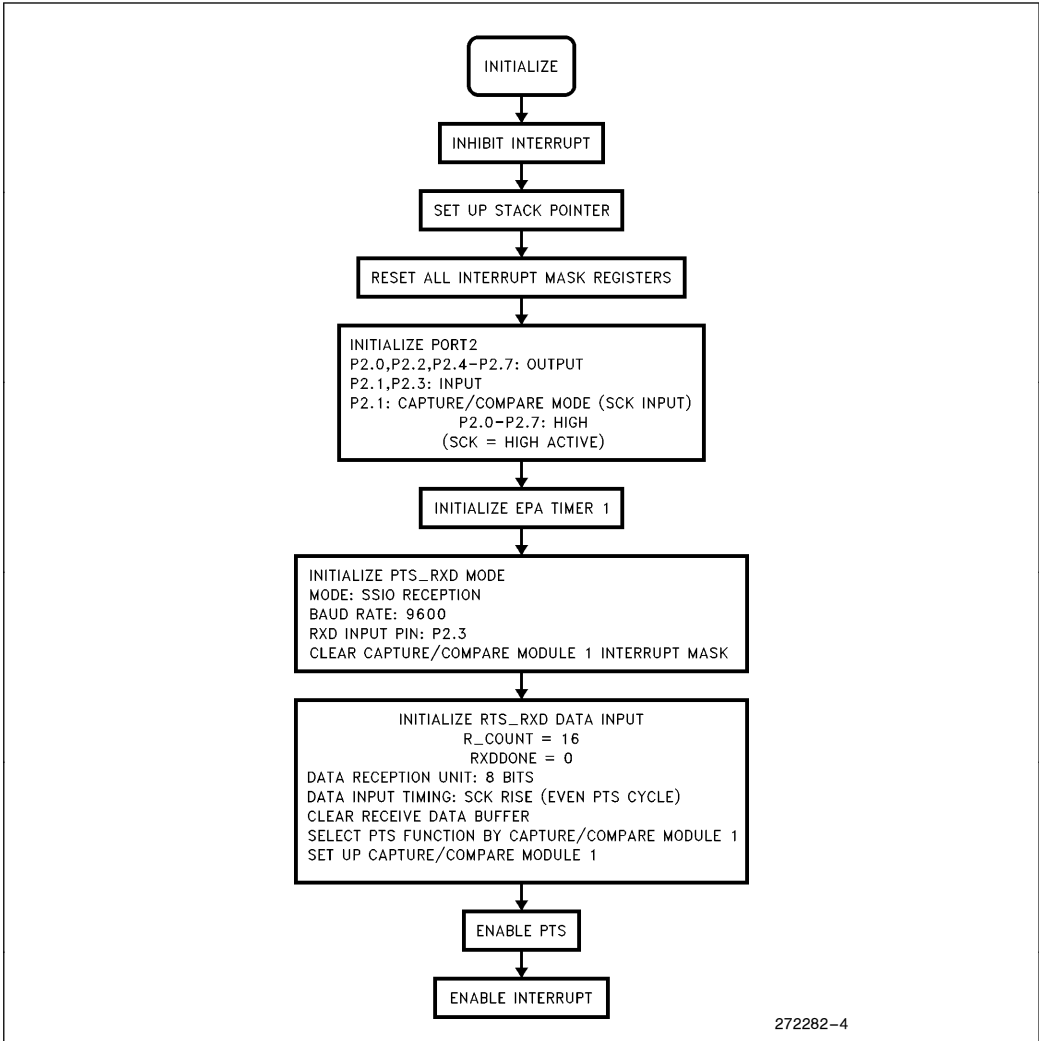 INITIALIZE
INHIBIT INTERRUPT
SET UP STACK POINTER
RESET ALL INTERRUPT MASK REGISTERS
INITIALIZE PORT2
P2.0,P2.2,P2.4-P2.7: OUTPUT
P2.1,P2.3: INPUT
P2.1: CAPTURE/COMPARE MODE (SCK INPUT)
P2.0-P2.7: HIGH
(SCK = HIGH ACTIVE)
INITIALIZE EPA TIMER 1
INITIALIZE PTS_RXD MODE
MODE: SSIO RECEPTION
BAUD RATE: 9600
RXD INPUT PIN: P2.3
CLEAR CAPTURE/COMPARE MODULE 1 INTERRUPT MASK
INITIALIZE RTS_RXD DATA INPUT
R_COUNT = 16
RXDDONE = 0
DATA RECEPTION UNIT: 8 BITS
DATA INPUT TIMING: SCK RISE (EVEN PTS CYCLE)
CLEAR RECEIVE DATA BUFFER
SELECT PTS FUNCTION BY CAPTURE/COMPARE MODULE 1
SET UP CAPTURE/COMPARE MODULE 1
ENABLE PTS
ENABLE INTERRUPT
272282-4